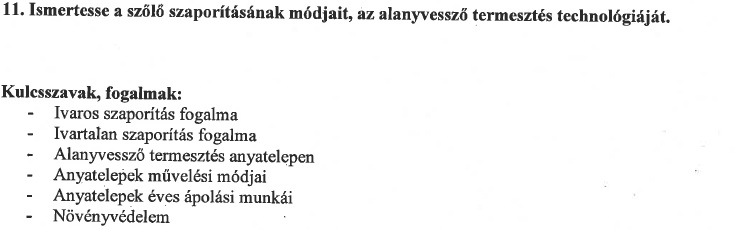 11. Ismertesse a szőlő szaporításának módjait, az alanyvessző termesztés technológiáját.
Kulcsszavak, fogalmak:
- Ivaros szaporítás fogalma
- Ivartalan szaporítás fogalma
- Alanyvessző termesztés anyatelepen
- Anyatelepek művelési módjai
- Anyatelepek éves ápolási munkái
- Növényvédelem